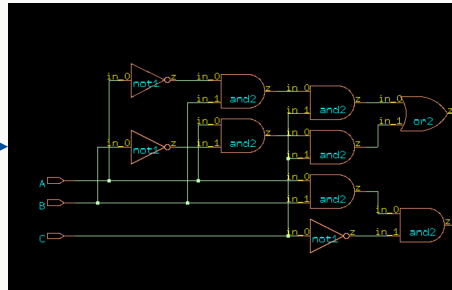 in_0 z in_0 z in_0 z in_0 z
not1 in_1 and2 in_1 and2 in_1 or2
in_0 z in_0 z in_0 z
not1 in_1 and2 in_1 and2
A in_0 z
B in_1 and2 in_0 z
C in_0 z in_1 and2
not1